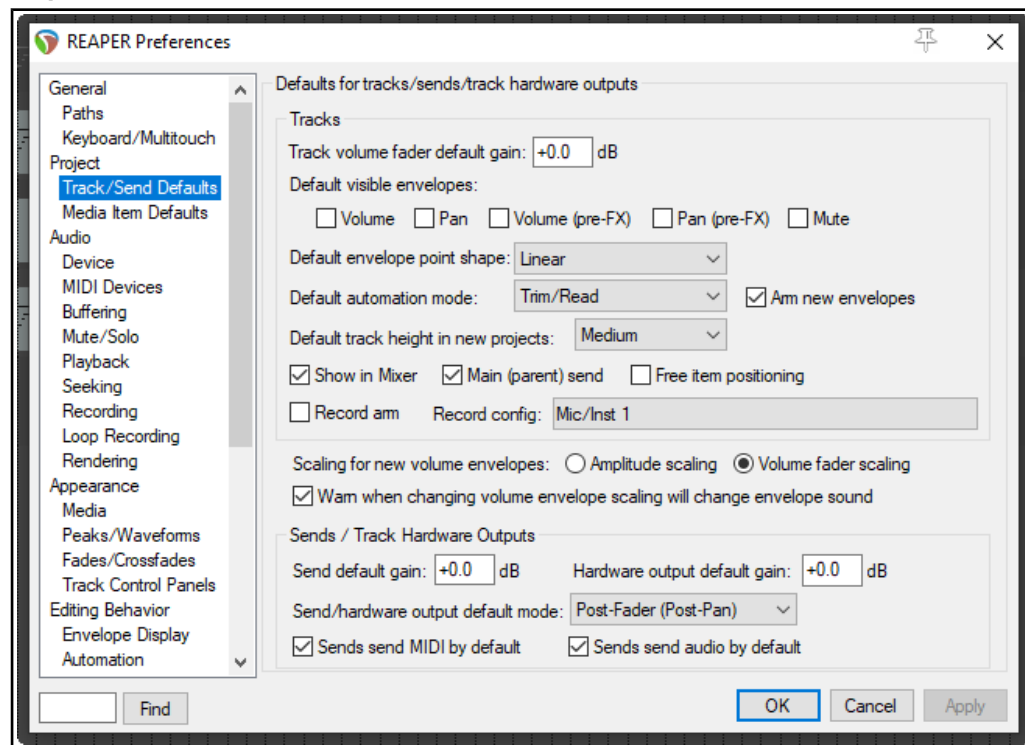 REAPER Preferences
General
Paths
Keyboard/Multitouch
Project
Track/Send Defaults
Media Item Defaults
Audio
Device
MIDI Devices
Buffering
Mute/Solo
Playback
Seeking
Recording
Loop Recording
Rendering
Appearance
Media
Peaks/Waveforms
Fades/Crossfades
Track Control Panels
Editing Behavior
Envelope Display
Automation
Find
Defaults for tracks/sends/track hardware outputs
Tracks
Track volume fader default gain: +0.0 dB
Default visible envelopes:
Volume Pan Volume (pre-FX) Pan (pre-FX) Mute
Default envelope point shape: Linear
Default automation mode: Trim/Read Arm new envelopes
Default track height in new projects: Medium
Show in Mixer Main (parent) send Free item positioning
Record arm Record config: Mic/Inst 1
Scaling for new volume envelopes: Amplitude scaling Volume fader scaling
Warn when changing volume envelope scaling will change envelope sound
Sends / Track Hardware Outputs
Send default gain: +0.0 dB Hardware output default gain: +0.0 dB
Send/hardware output default mode: Post-Fader (Post-Pan)
Sends send MIDI by default Sends send audio by default
OK Cancel Apply